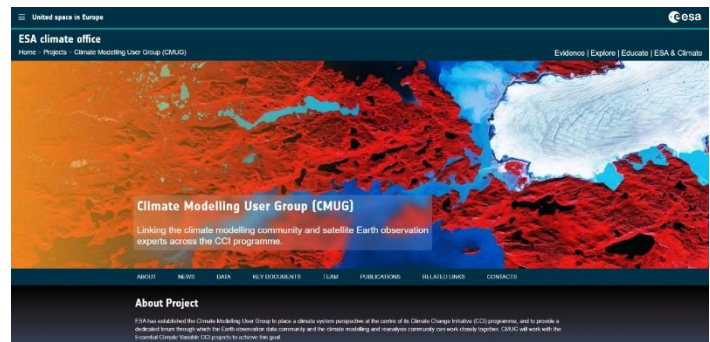 United space in Europe
esa
ESA climate office
Home > Projects > Climate Modelling User Group (CMUG)
Evidence | Explore | Educate | ESA & Climate
Climate Modelling User Group (CMUG)
Linking the climate modelling community and satellite Earth observation
experts across the CCI programme.
ABOUT NEWS DATA KEY DOCUMENTS TEAM PUBLICATIONS RELATED LINKS CONTACTS
About Project
ESA has established the Climate Modelling User Group to place a climate system perspective at the centre of its Climate Change Initiative (CCI) programme, and to provide a
dedicated forum through which the Earth observation data community and the climate modelling and reanalysis community can work closely together. CMUG will work with the
Essential Climate Variable CCI projects to achieve this goal.